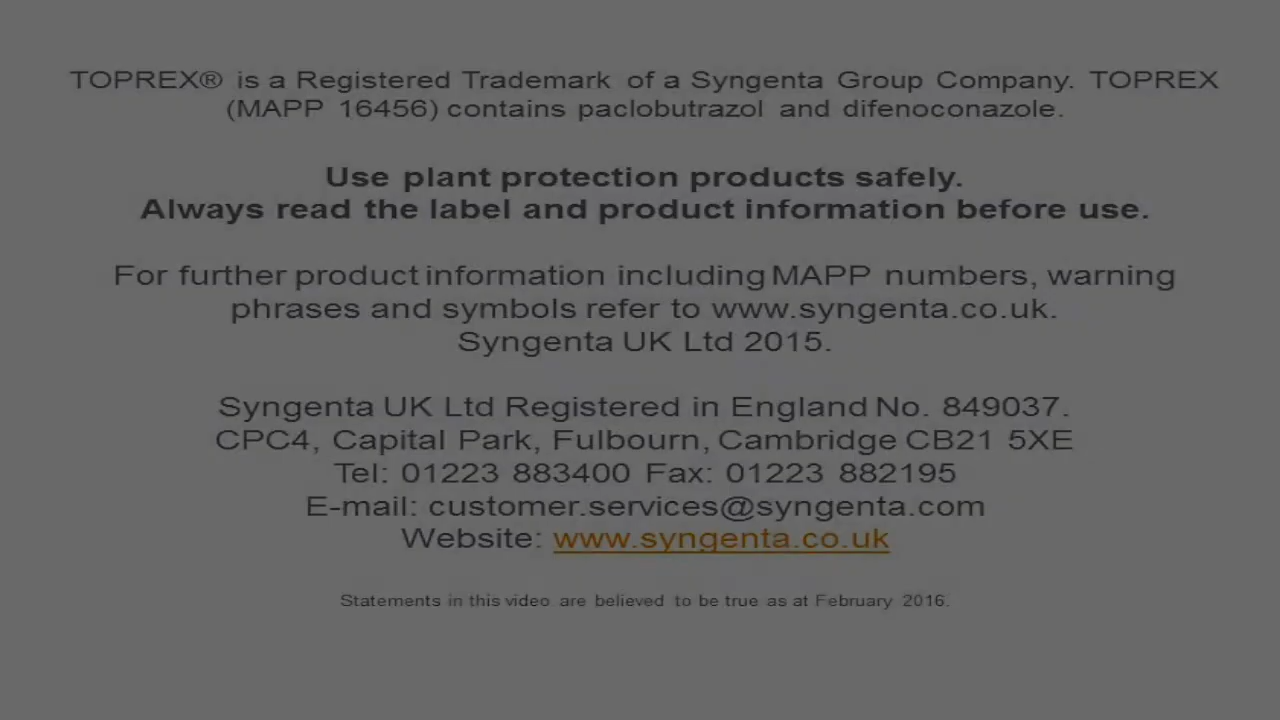 TOPREX® is a Registered Trademark of a Syngenta Group Company. TOPREX
(MAPP 16456) contains paclobutrazol and difenoconazole.
Use plant protection products safely.
Always read the label and product information before use.
For further product information including MAPP numbers, warning
phrases and symbols refer to www.syngenta.co.uk.
Syngenta UK Ltd 2015.
Syngenta UK Ltd Registered in England No. 849037.
CPC4, Capital Park, Fulbourn, Cambridge CB21 5XE
Tel: 01223 883400 Fax: 01223 882195
E-mail: customer.services@syngenta.com
Website: www.syngenta.co.uk
Statements in this video are believed to be true as at February 2016.